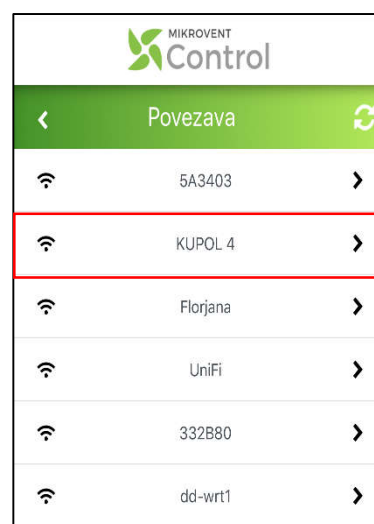 MIKROVENT
Control
Povezava
5A3403
KUPOL 4
Florjana
UniFi
332B80
dd-wrt1